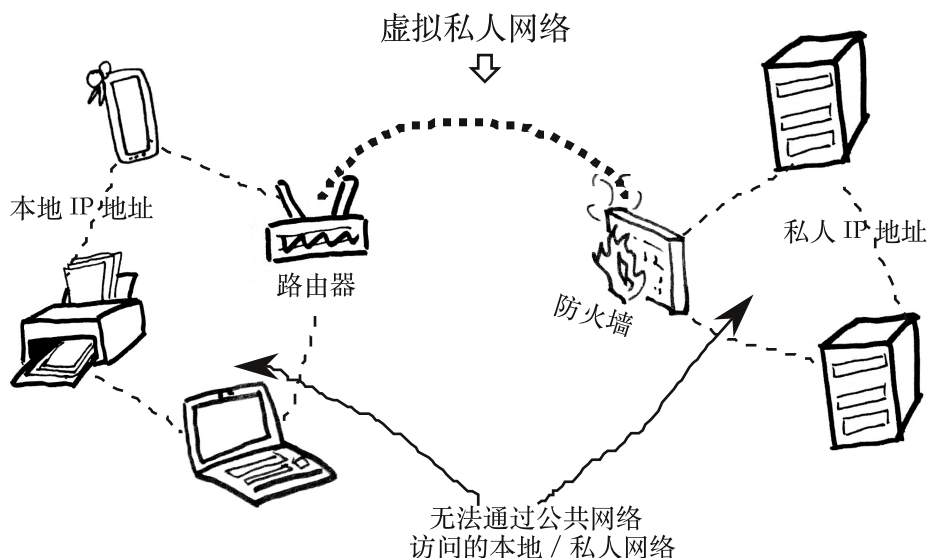 虚拟私人网络
本地 IP 地址
私人 IP 地址
路由器
防火墙
无法通过公共网络
访问的本地 / 私人网络